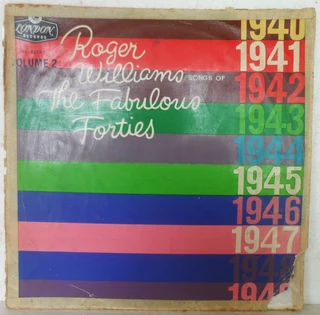 LONDON
RECORDS
VOLUME 2
Roger
Williams
SONGS OF
The Fabulous
Forties
1940
1941
1942
1943
1944
1945
1946
1947
1948